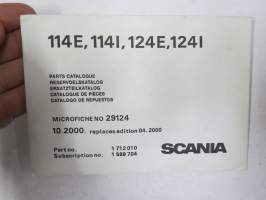 114E, 114I, 124E, 124I
PARTS CATALOGUE
RESERVDELSKATALOG
ERSATZTEILKATALOG
CATALOGUE DE PIÈCES
CATALOGO DE REPUESTOS
MICROFICHE NO 29124
10.2000, replaces edition 04.2000
Part no. 1 712 010
Subscription no. 1 588 704
SCANIA